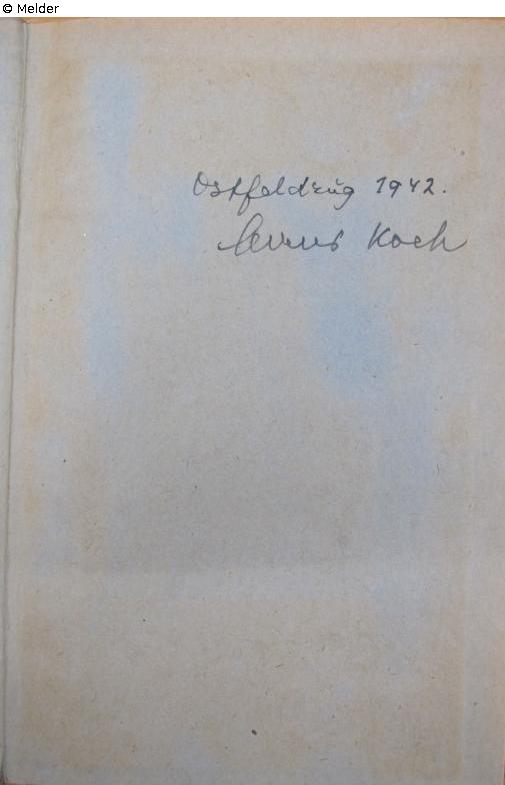 © Melder
Ostfeldzug 1942.
Koch